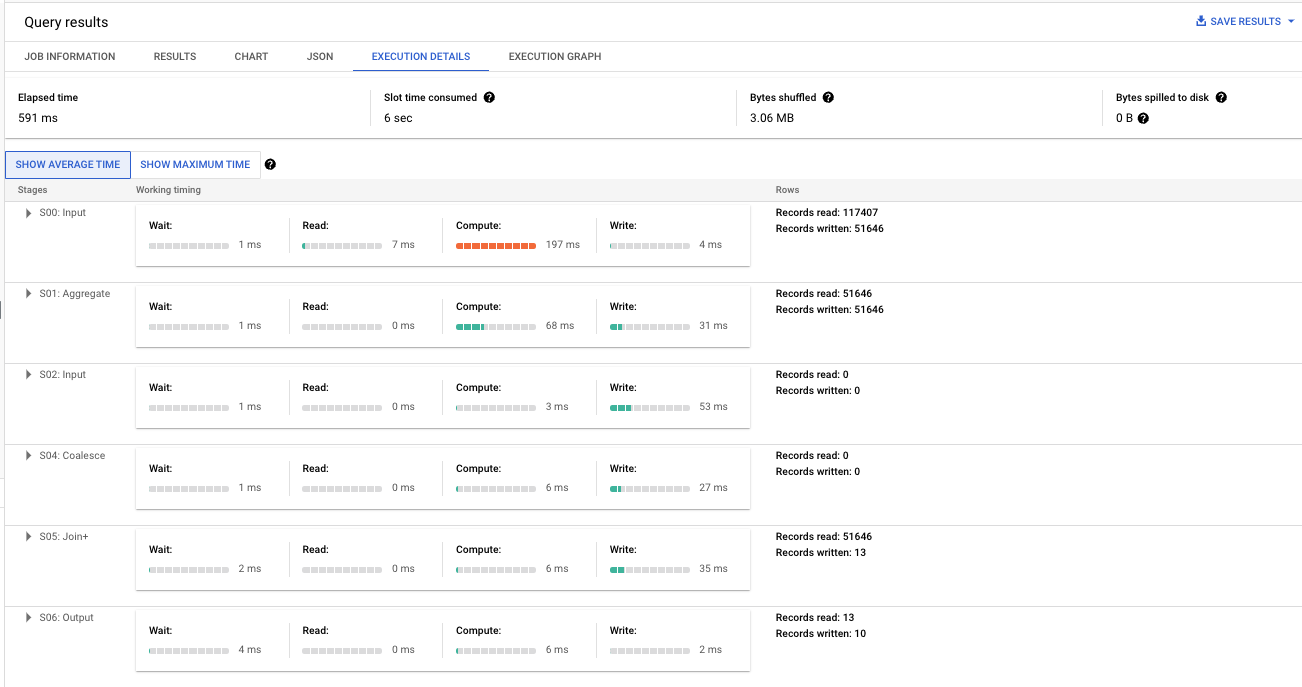 Query results
SAVE RESULTS
JOB INFORMATION RESULTS CHART JSON EXECUTION DETAILS EXECUTION GRAPH
Elapsed time Slot time consumed Bytes shuffled Bytes spilled to disk
591 ms 6 sec 3.06 MB 0 B
SHOW AVERAGE TIME SHOW MAXIMUM TIME
Stages Working timing Rows
S00: Input Records read: 117407
Wait: Read: Compute: Write: Records written: 51646
1 ms 7 ms 197 ms 4 ms
S01: Aggregate Records read: 51646
Wait: Read: Compute: Write: Records written: 51646
1 ms 0 ms 68 ms 31 ms
S02: Input Records read: 0
Wait: Read: Compute: Write: Records written: 0
1 ms 0 ms 3 ms 53 ms
S04: Coalesce Records read: 0
Wait: Read: Compute: Write: Records written: 0
1 ms 0 ms 6 ms 27 ms
S05: Join+ Records read: 51646
Wait: Read: Compute: Write: Records written: 13
2 ms 0 ms 6 ms 35 ms
S06: Output Records read: 13
Wait: Read: Compute: Write: Records written: 10
4 ms 0 ms 6 ms 2 ms